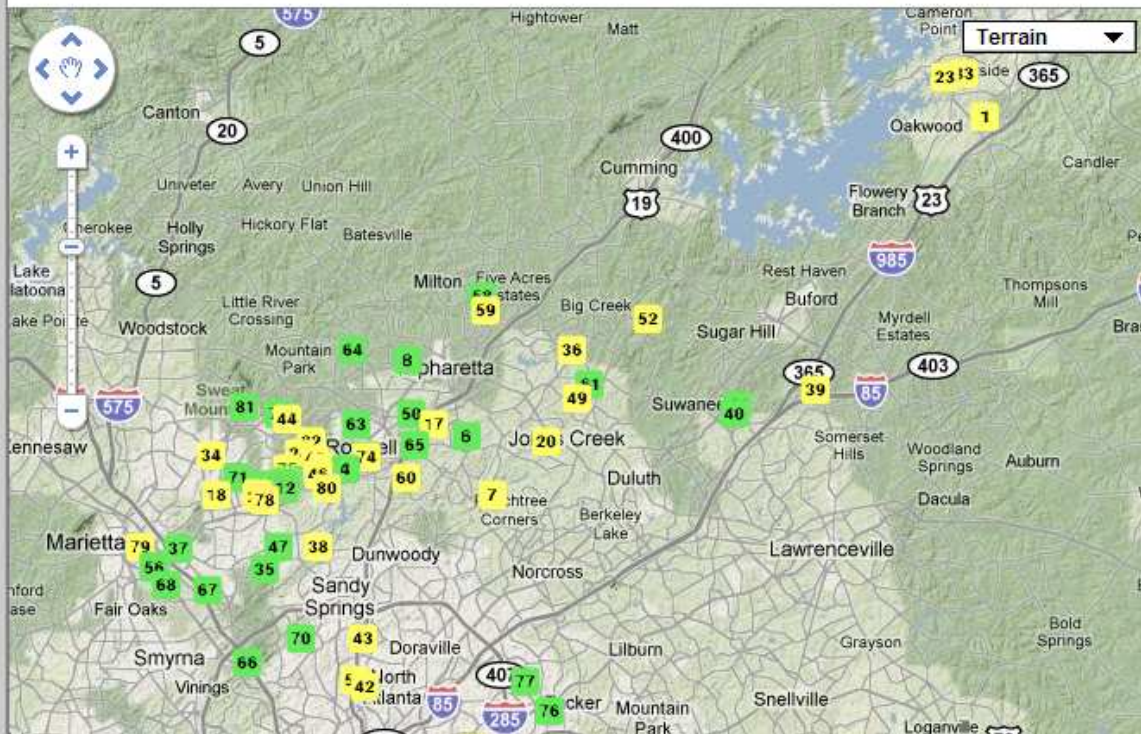 575
Hightower
Matt
Cameron
Point
Terrain
5
23
side
365
Canton
20
1
Oakwood
400
Candler
Cumming
Univeter
Avery
Union Hill
19
Flowery
Branch
23
Holly
Springs
Hickory Flat
Batesville
985
Lake
Rest Haven
5
Milton
Five Acres
59
Big Creek
52
Buford
Thompsons
Mill
Little River
Crossing
Woodstock
Sugar Hill
Myrdell
Estates
64
8
Mountain
Park
36
365
403
575
81
49
39
85
Suwanee
40
44
63
50
17
6
65
20
Creek
Somerset
Hills
Woodland
Springs
Auburn
34
74
4
60
Duluth
71
18
78
12
80
7
Corners
Berkeley
Lake
Dacula
Marietta
79
37
47
38
Dunwoody
Lawrenceville
56
35
Norcross
68
67
Fair Oaks
Sandy
Springs
70
43
Doraville
Lilburn
Grayson
Bold
Springs
Smyrna
66
Vinings
42
North
85
77
285
76
Mountain
Park
Snellville
Loganville